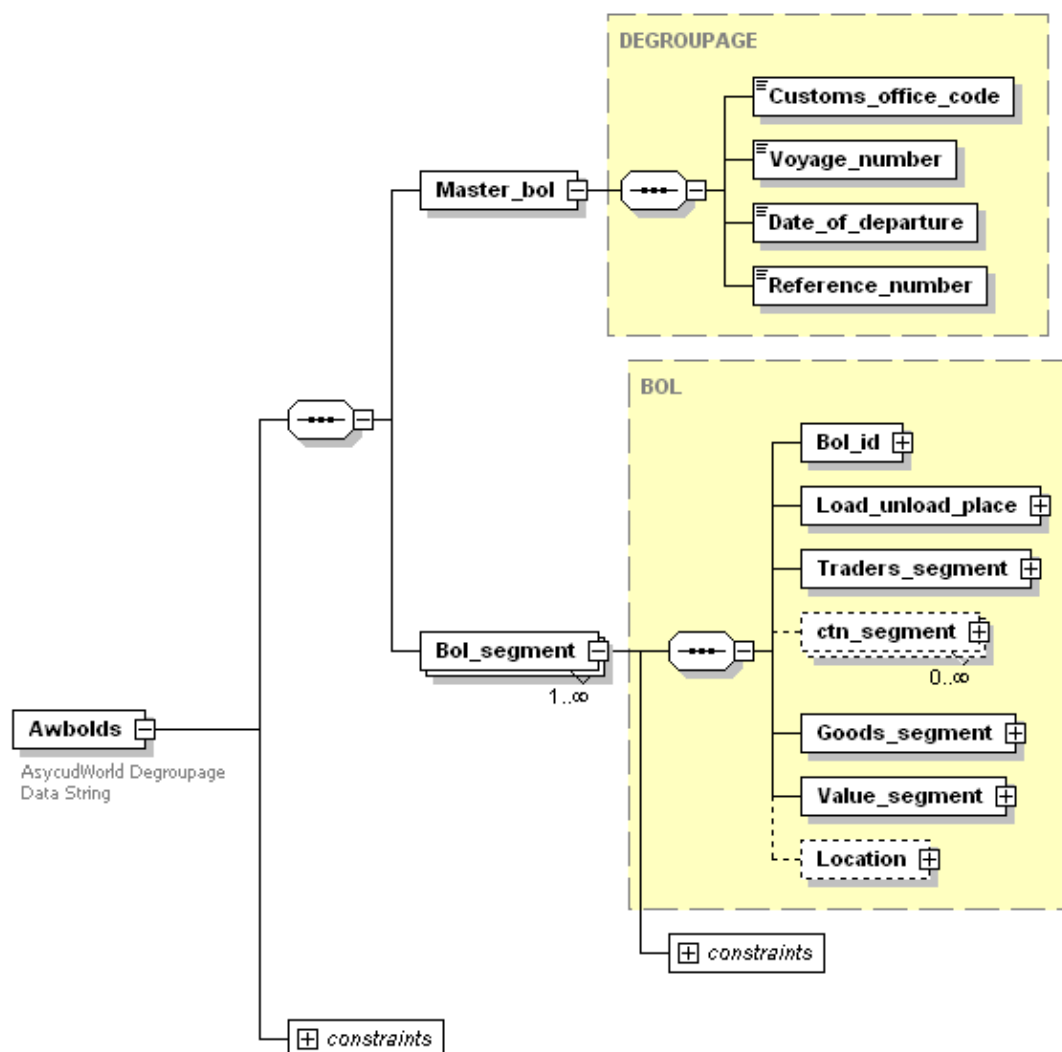 DEGROUPAGE
Customs_office_code
Voyage_number
Master_bol
Date_of_departure
Reference_number
BOL
Bol_id
Load_unload_place
Traders_segment
ctn_segment
0..∞
Bol_segment
1..∞
Goods_segment
Value_segment
Location
Awbolds
AsycudWorld Degroupage
Data String
constraints
constraints